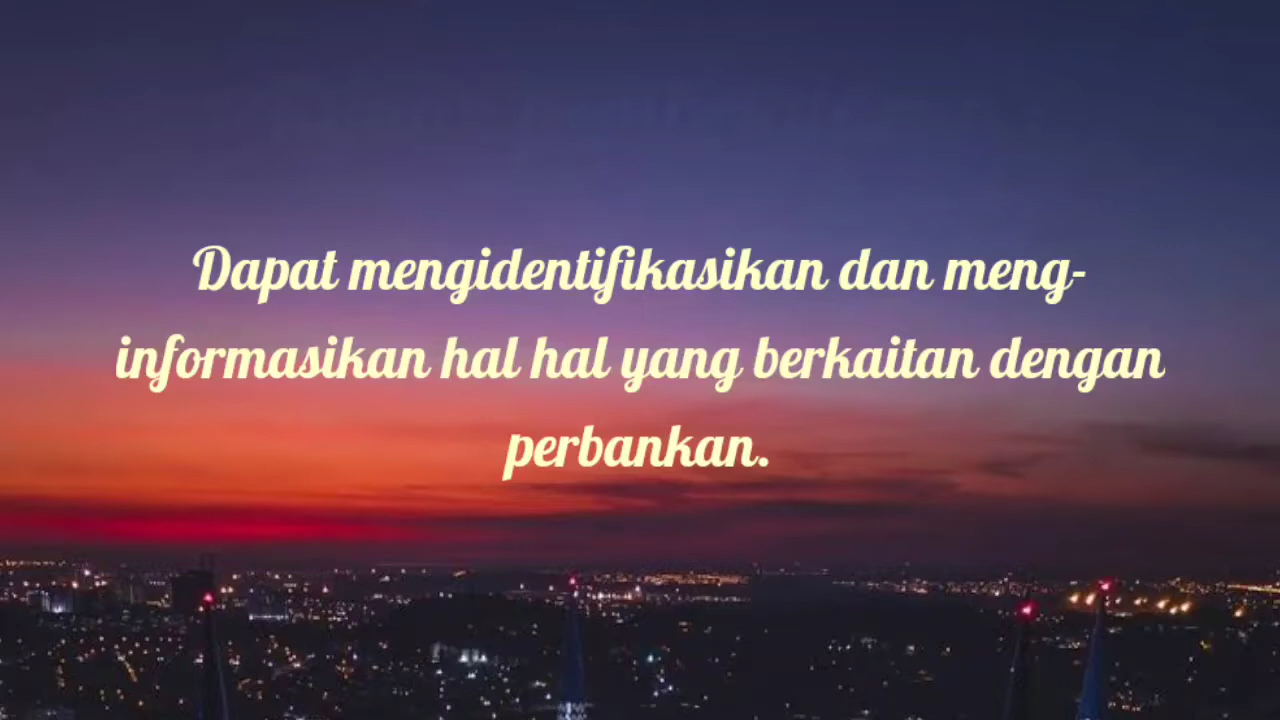 Dapat mengidentifikasikan dan meng-
informasikan hal hal yang berkaitan dengan
perbankan.